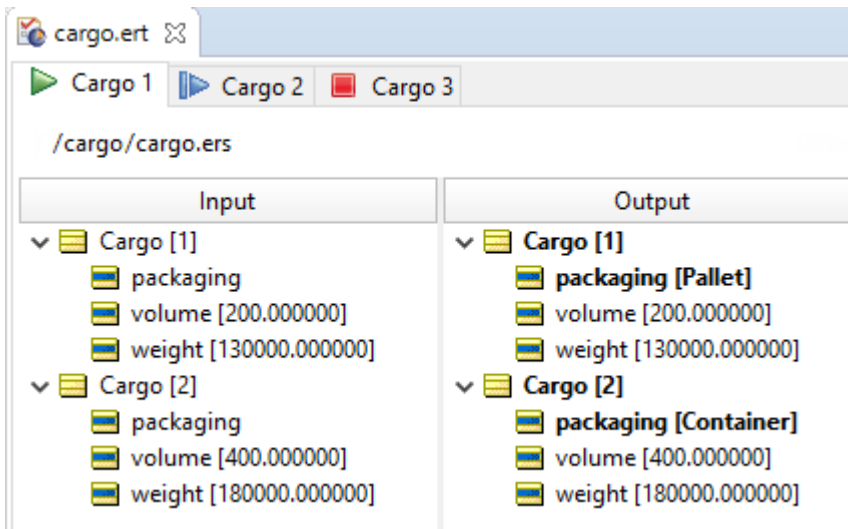 cargo.ert
Cargo 1 Cargo 2 Cargo 3
/cargo/cargo.ers
Input Output
Cargo [1] Cargo [1]
packaging packaging [Pallet]
volume [200.000000] volume [200.000000]
weight [130000.000000] weight [130000.000000]
Cargo [2] Cargo [2]
packaging packaging [Container]
volume [400.000000] volume [400.000000]
weight [180000.000000] weight [180000.000000]